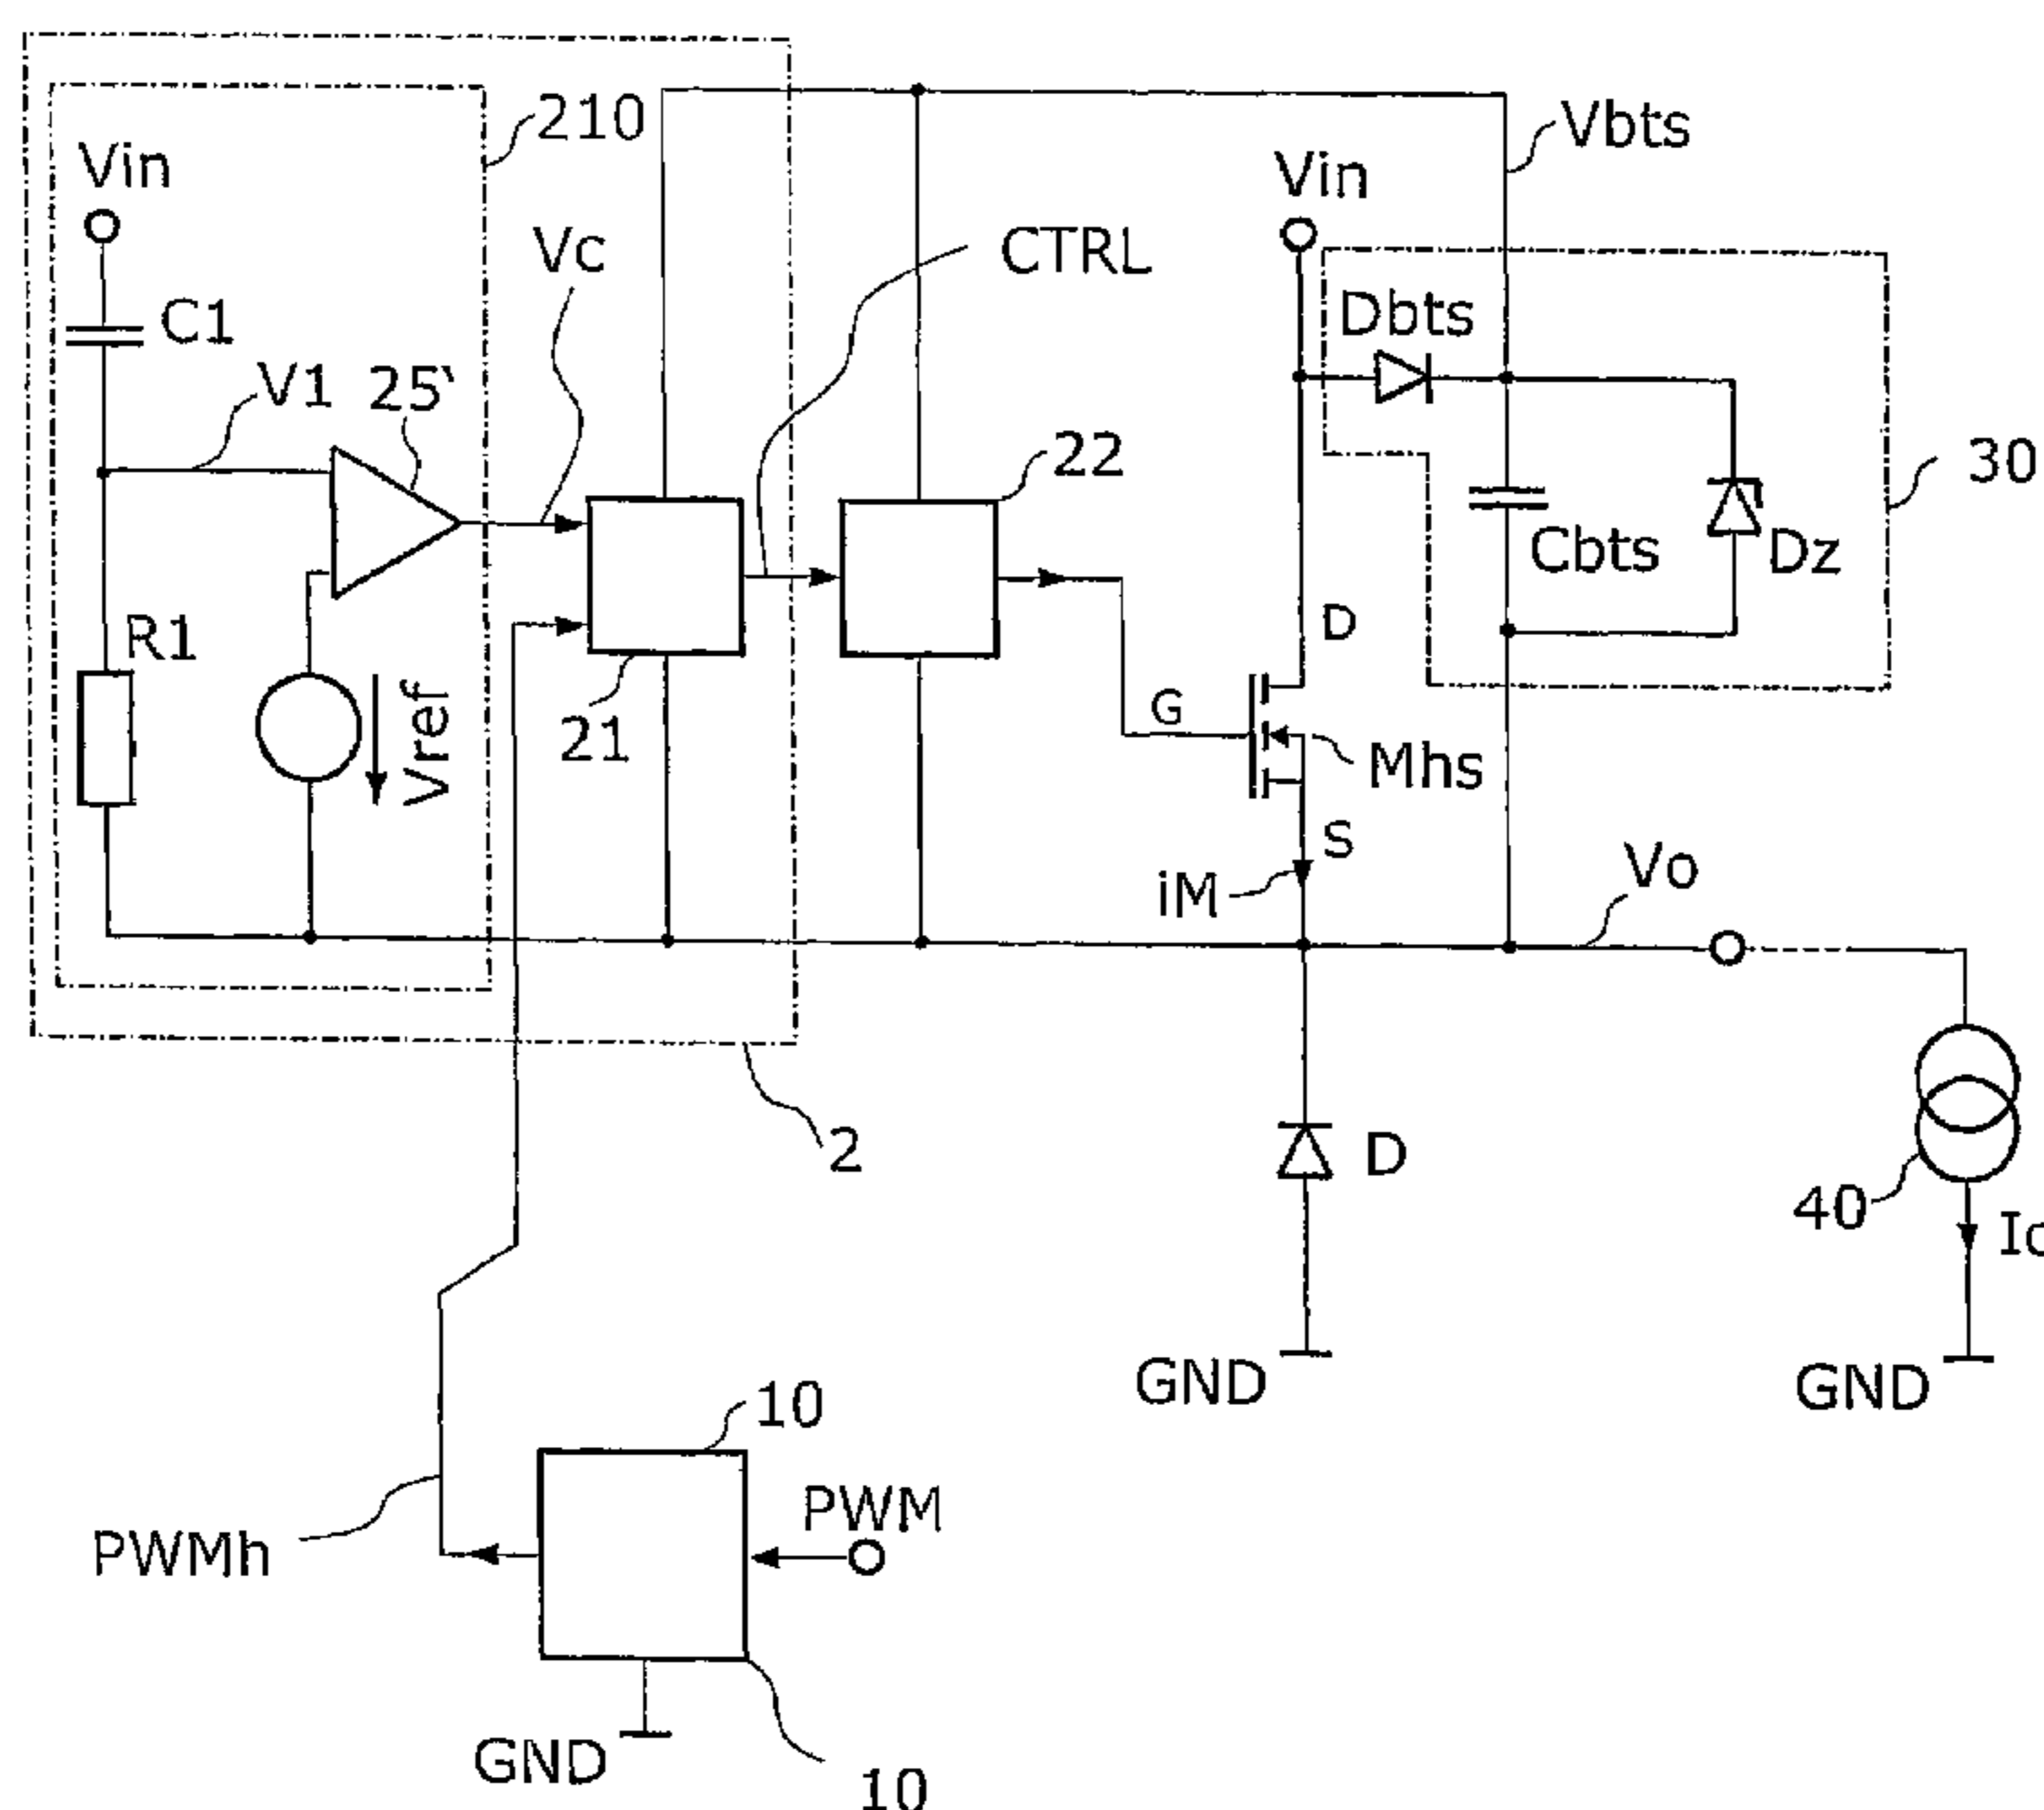 210
Vbts
Vin
Vin
Vc
CTRL
C1
Dbts
V1
25'
22
30
Cbts
Dz
D
R1
G
21
Vref
Mhs
S
iM
Vo
2
D
40
GND
GND
10
PWM
PWMh
GND
10